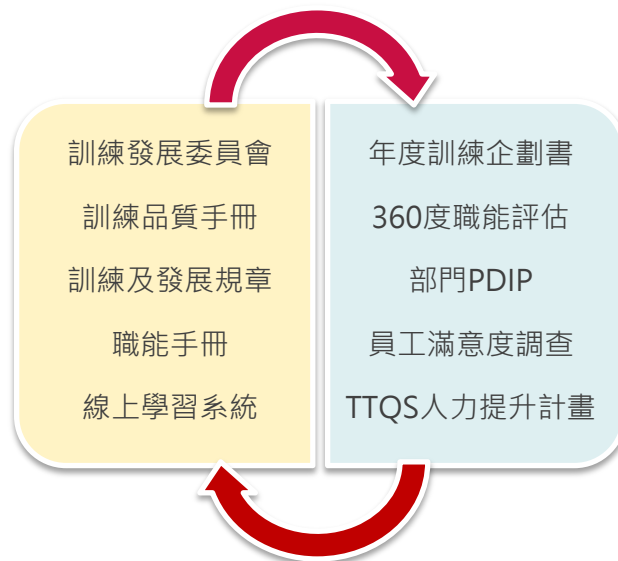 訓練發展委員會
訓練品質手冊
訓練及發展規章
職能手冊
線上學習系統
年度訓練企劃書
360度職能評估
部門PDIP
員工滿意度調查
TTQS人力提升計畫